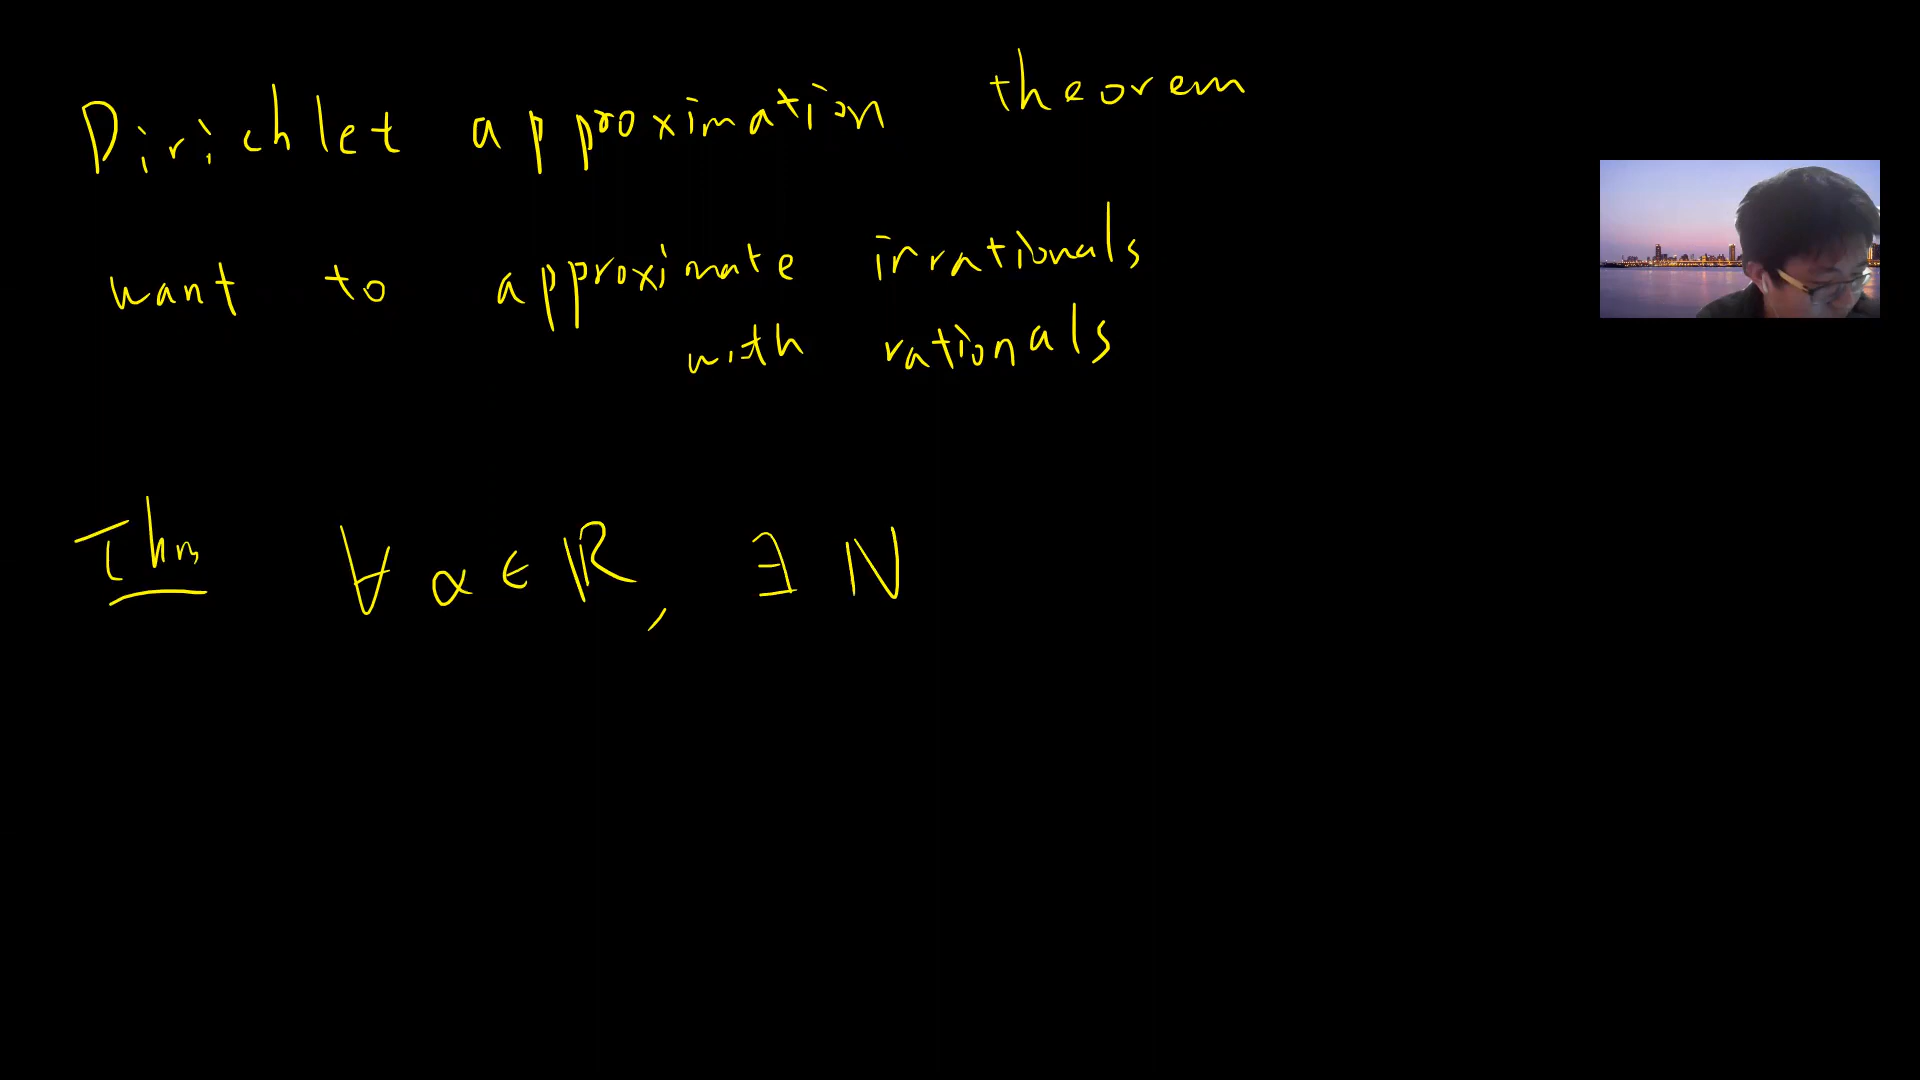 Dirichlet approximation theorem
want to approximate irrationals
with rationals
Thm ∀ α ∈ ℝ, ∃ N